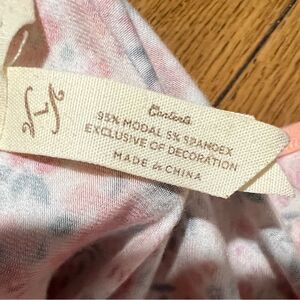 Contents
95% MODAL 5% SPANDEX
EXCLUSIVE OF DECORATION
MADE in CHINA